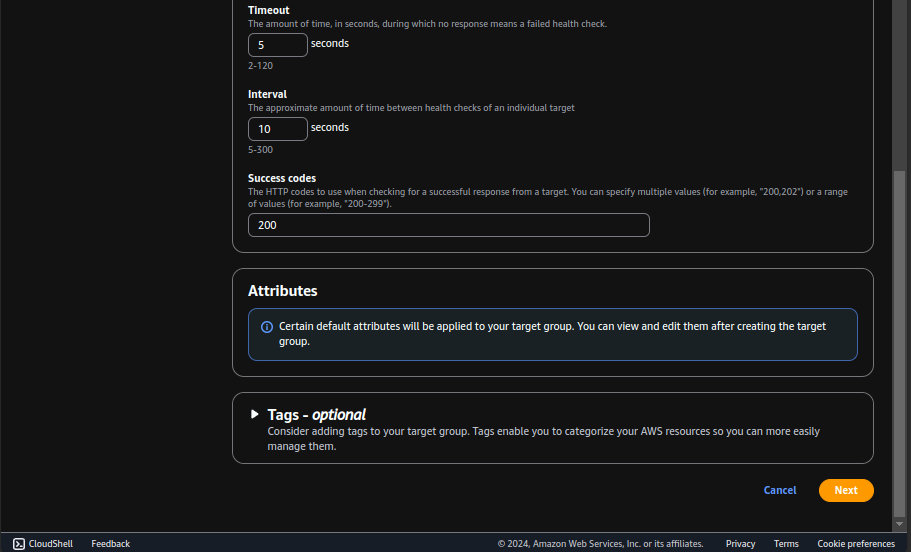 Timeout
The amount of time, in seconds, during which no response means a failed health check.
5 seconds
2-120
Interval
The approximate amount of time between health checks of an individual target
10 seconds
5-300
Success codes
The HTTP codes to use when checking for a successful response from a target. You can specify multiple values (for example, "200,202") or a range
of values (for example, "200-299").
200
Attributes
Certain default attributes will be applied to your target group. You can view and edit them after creating the target
group.
Tags - optional
Consider adding tags to your target group. Tags enable you to categorize your AWS resources so you can more easily
manage them.
Cancel Next
CloudShell Feedback © 2024, Amazon Web Services, Inc. or its affiliates. Privacy Terms Cookie preferences